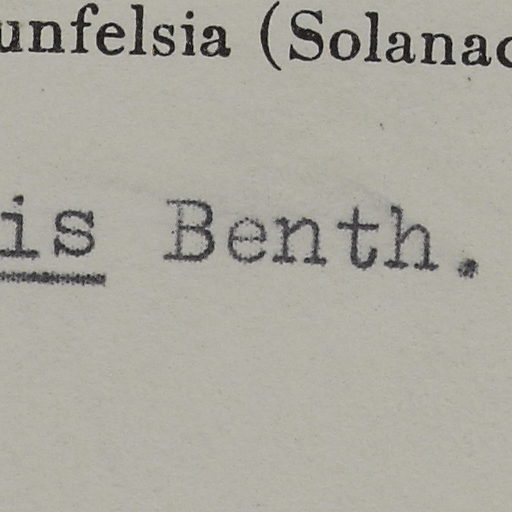 unfelsia (Solanac
is Benth.